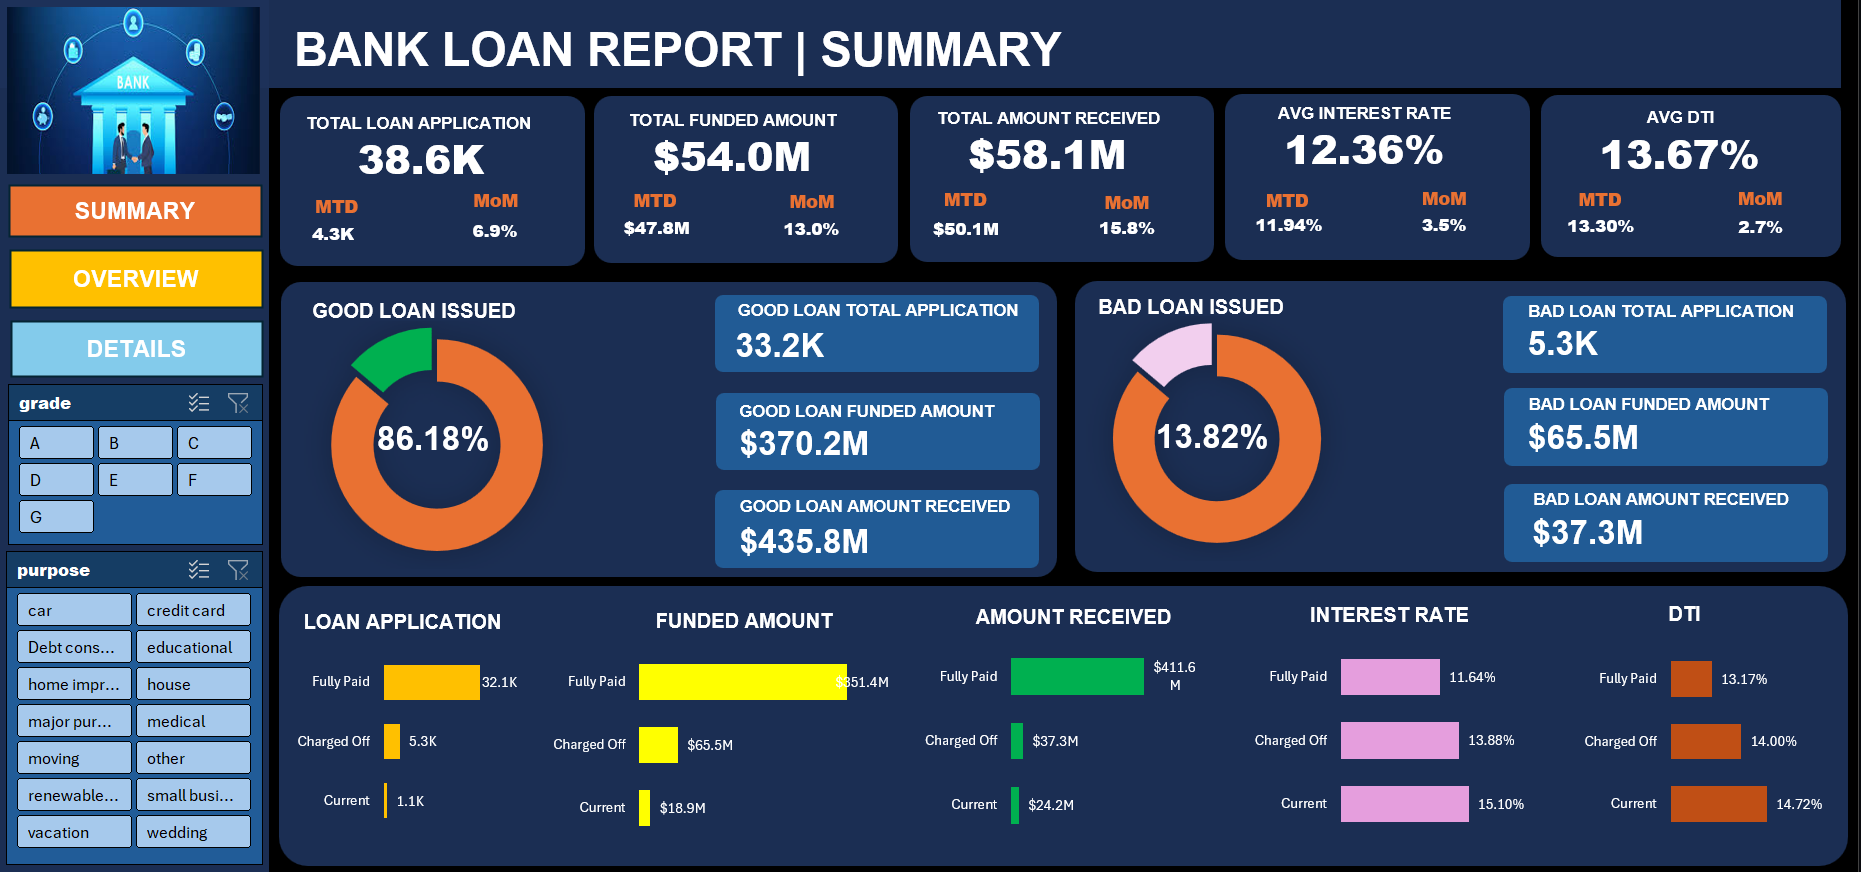 BANK
BANK LOAN REPORT | SUMMARY
SUMMARY
OVERVIEW
DETAILS
grade
A B C
D E F
G
purpose
car credit card
Debt cons... educational
home impr... house
major pur... medical
moving other
renewable... small busi...
vacation wedding
TOTAL LOAN APPLICATION
38.6K
MTD MoM
4.3K 6.9%
TOTAL FUNDED AMOUNT
$54.0M
MTD MoM
$47.8M 13.0%
TOTAL AMOUNT RECEIVED
$58.1M
MTD MoM
$50.1M 15.8%
AVG INTEREST RATE
12.36%
MTD MoM
11.94% 3.5%
AVG DTI
13.67%
MTD MoM
13.30% 2.7%
GOOD LOAN ISSUED
86.18%
GOOD LOAN TOTAL APPLICATION
33.2K
GOOD LOAN FUNDED AMOUNT
$370.2M
GOOD LOAN AMOUNT RECEIVED
$435.8M
BAD LOAN ISSUED
13.82%
BAD LOAN TOTAL APPLICATION
5.3K
BAD LOAN FUNDED AMOUNT
$65.5M
BAD LOAN AMOUNT RECEIVED
$37.3M
LOAN APPLICATION
Fully Paid 32.1K
Charged Off 5.3K
Current 1.1K
FUNDED AMOUNT
Fully Paid $351.4M
Charged Off $65.5M
Current $18.9M
AMOUNT RECEIVED
Fully Paid $411.6
M
Charged Off $37.3M
Current $24.2M
INTEREST RATE
Fully Paid 11.64%
Charged Off 13.88%
Current 15.10%
DTI
Fully Paid 13.17%
Charged Off 14.00%
Current 14.72%